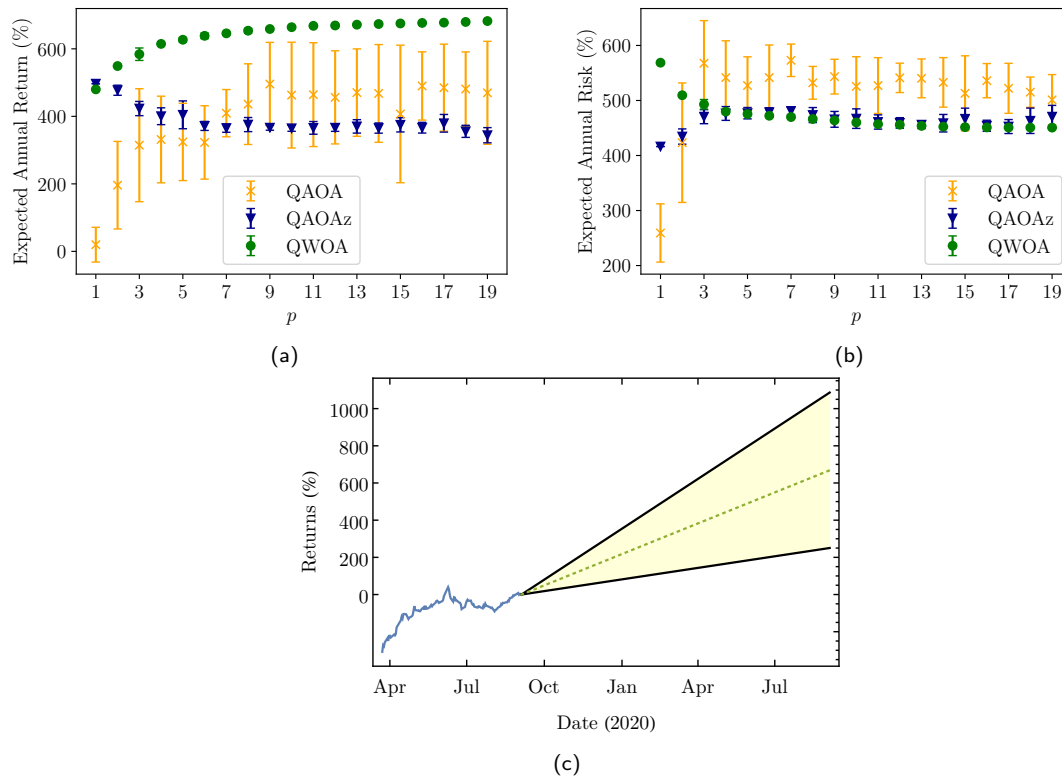 Expected Annual Return (%)
600
400
200
0
1 3 5 7 9 11 13 15 17 19
p
QAOA
QAOAz
QWOA
(a)
Expected Annual Risk (%)
600
500
400
300
200
1 3 5 7 9 11 13 15 17 19
p
QAOA
QAOAz
QWOA
(b)
Returns (%)
1000
800
600
400
200
0
Apr Jul Oct Jan Apr Jul
Date (2020)
(c)